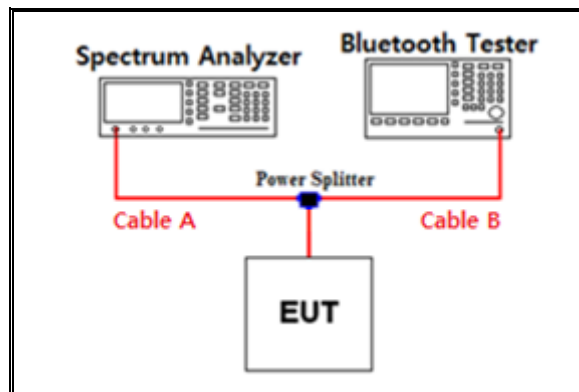 Spectrum Analyzer
Bluetooth Tester
Power Splitter
Cable A
Cable B
EUT